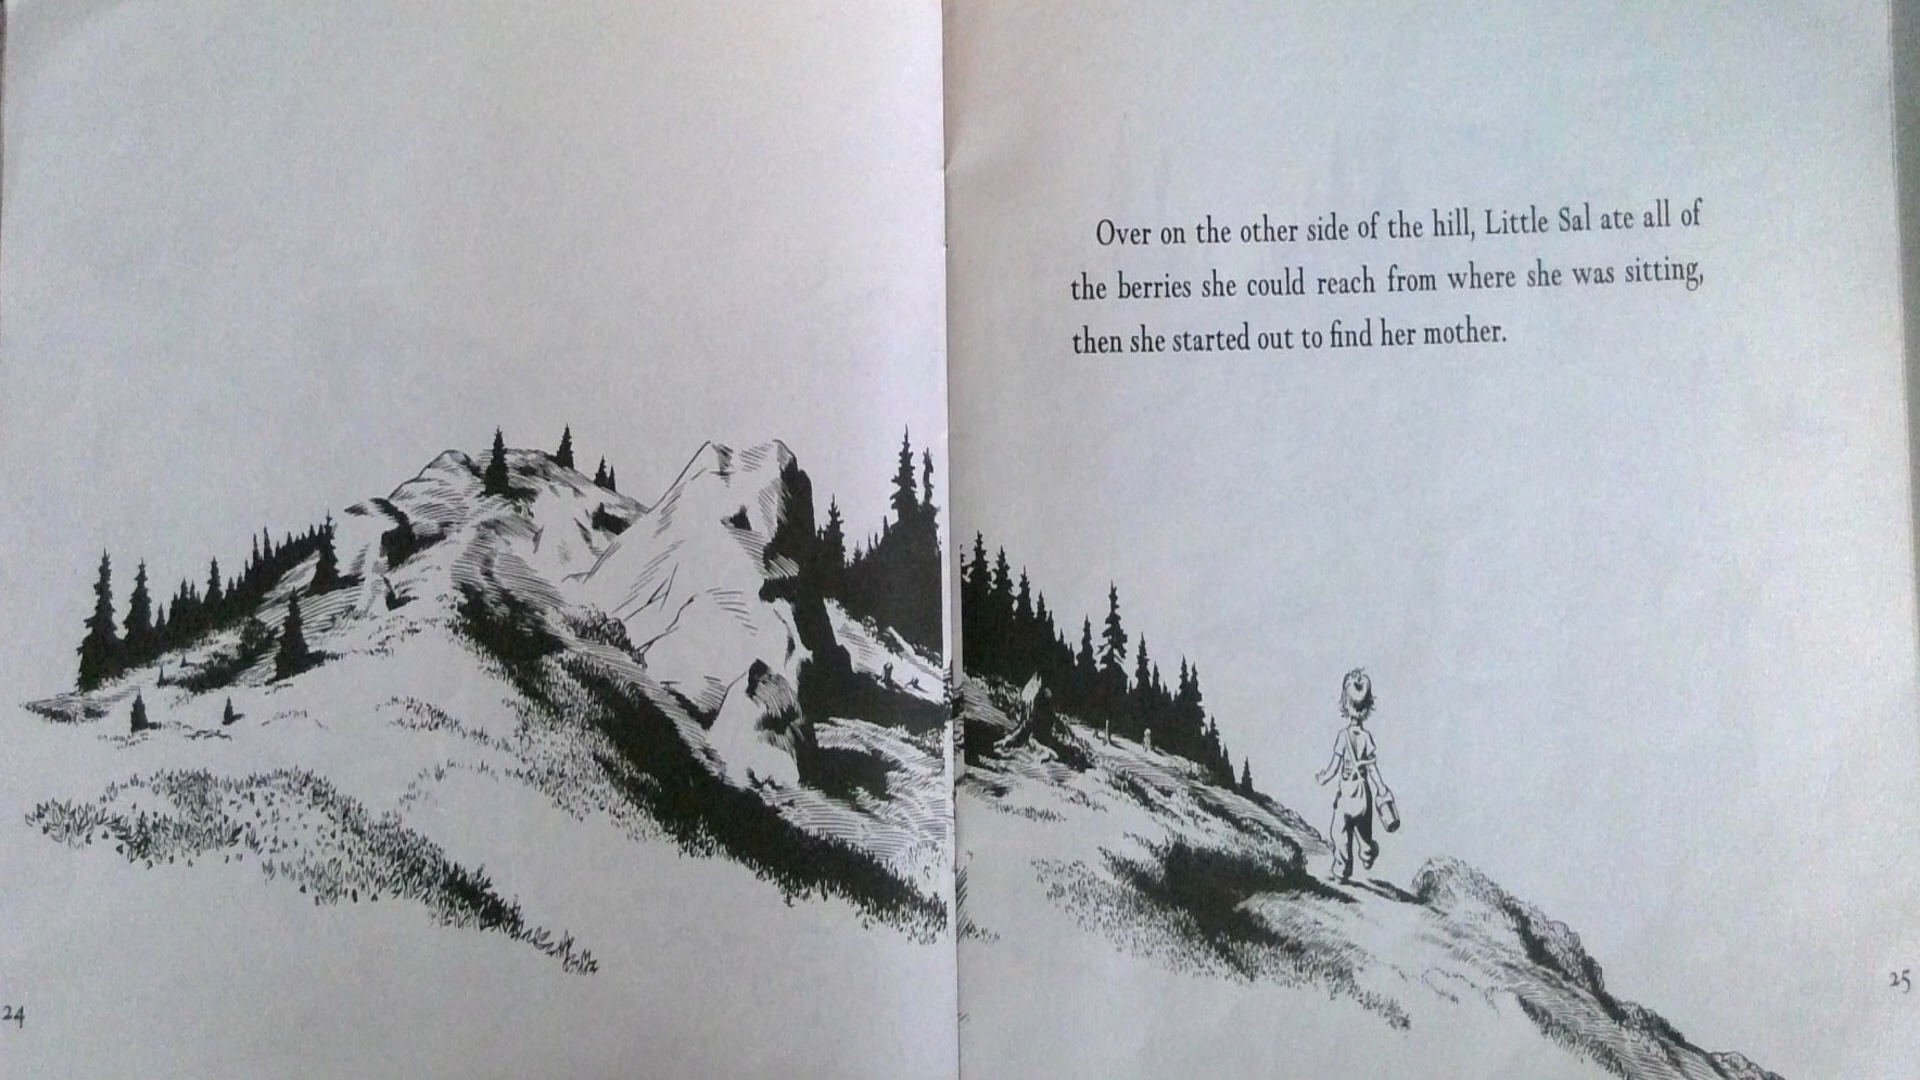 Over on the other side of the hill, Little Sal ate all of
the berries she could reach from where she was sitting,
then she started out to find her mother.
24
25